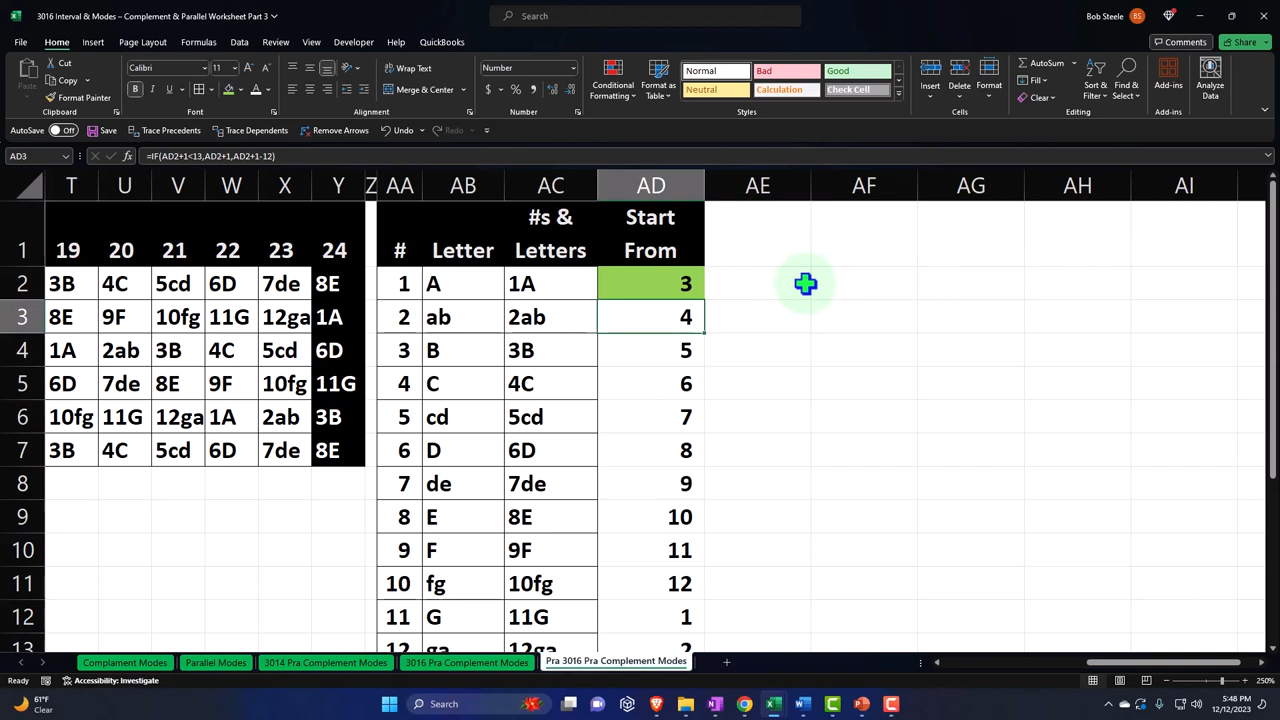 3016 Interval & Modes – Complement & Parallel Worksheet Part 3
Search
Bob Steele BS
File Home Insert Page Layout Formulas Data Review View Developer Help QuickBooks
Comments Share
Paste
Cut
Copy
Format Painter
Clipboard
Calibri 11
B I U
Font
Wrap Text
Merge & Center
Alignment
Number
$ % ,
Number
Conditional Formatting
Format as Table
Normal Bad Good
Neutral Calculation Check Cell
Styles
Insert Delete Format
Cells
AutoSum
Fill
Clear
Sort & Filter
Find & Select
Editing
Add-ins
Add-ins
Analyze Data
AutoSave Off Save Trace Precedents Trace Dependents Remove Arrows Undo Redo
AD3 fx =IF(AD2+1<13,AD2+1,AD2+1-12)
T U V W X Y Z AA AB AC AD AE AF AG AH AI
1 19 20 21 22 23 24 # Letter #s & Letters Start From
2 3B 4C 5cd 6D 7de 8E 1 A 1A 3
3 8E 9F 10fg 11G 12ga 1A 2 ab 2ab 4
4 1A 2ab 3B 4C 5cd 6D 3 B 3B 5
5 6D 7de 8E 9F 10fg 11G 4 C 4C 6
6 10fg 11G 12ga 1A 2ab 3B 5 cd 5cd 7
7 3B 4C 5cd 6D 7de 8E 6 D 6D 8
8 7 de 7de 9
9 8 E 8E 10
10 9 F 9F 11
11 10 fg 10fg 12
12 11 G 11G 1
13 12 ga 12ga 2
Complament Modes Parallel Modes 3014 Pra Complement Modes 3016 Pra Complement Modes Pra 3016 Pra Complement Modes
Ready Accessibility: Investigate 250%
61°F
Clear
Search
5:48 PM
12/12/2023